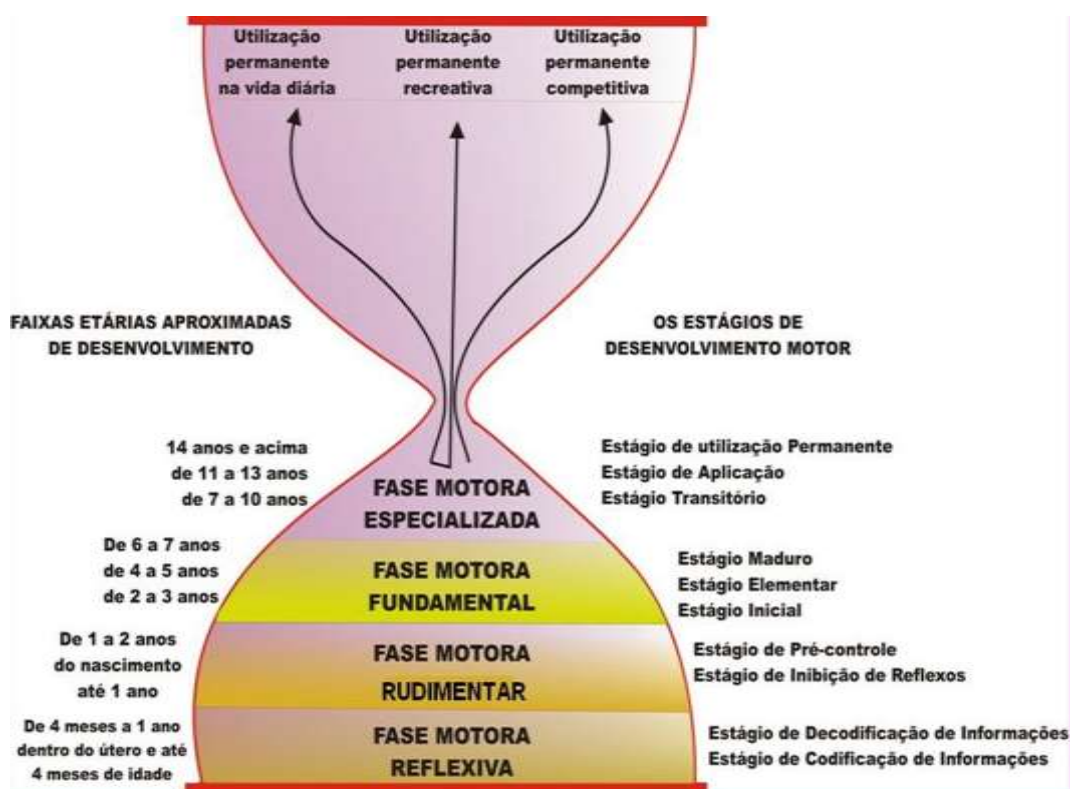 Utilização
permanente
na vida diária
Utilização
permanente
recreativa
Utilização
permanente
competitiva
FAIXAS ETÁRIAS APROXIMADAS
DE DESENVOLVIMENTO
OS ESTÁGIOS DE
DESENVOLVIMENTO MOTOR
14 anos e acima
de 11 a 13 anos
de 7 a 10 anos
FASE MOTORA
ESPECIALIZADA
Estágio de utilização Permanente
Estágio de Aplicação
Estágio Transitório
De 6 a 7 anos
de 4 a 5 anos
de 2 a 3 anos
FASE MOTORA
FUNDAMENTAL
Estágio Maduro
Estágio Elementar
Estágio Inicial
De 1 a 2 anos
do nascimento
até 1 ano
FASE MOTORA
RUDIMENTAR
Estágio de Pré-controle
Estágio de Inibição de Reflexos
De 4 meses a 1 ano
dentro do útero e até
4 meses de idade
FASE MOTORA
REFLEXIVA
Estágio de Decodificação de Informações
Estágio de Codificação de Informações